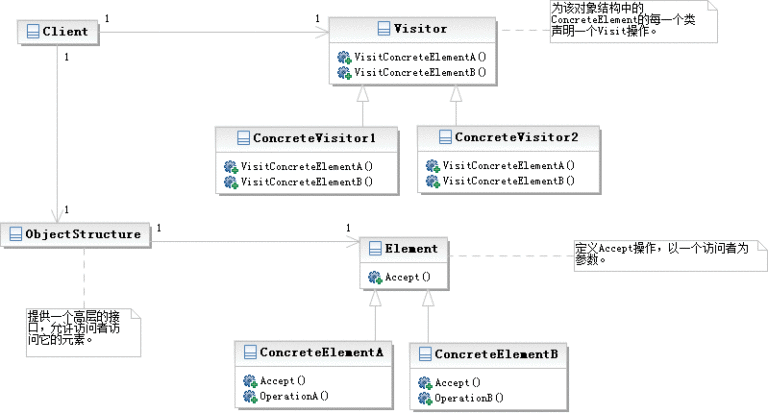 Client
1
1
1
Visitor
VisitConcreteElementA()
VisitConcreteElementB()
为该对象结构中的
ConcreteElement的每一个类
声明一个Visit操作。
ConcreteVisitor1
VisitConcreteElementA()
VisitConcreteElementB()
ConcreteVisitor2
VisitConcreteElementA()
VisitConcreteElementB()
1
ObjectStructure
1
1
Element
Accept()
定义Accept操作，以一个访问者为
参数。
提供一个高层的接
口，允许访问者访
问它的元素。
ConcreteElementA
Accept()
OperationA()
ConcreteElementB
Accept()
OperationB()